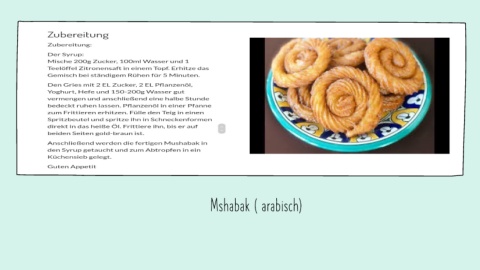 Zubereitung
Zubereitung:
Der Syrup:
Mische 200g Zucker, 100ml Wasser und 1
Teelöffel Zitronensaft in einem Topf. Erhitze das
Gemisch bei ständigem Rühen für 5 Minuten.
Den Gries mit 2 EL Zucker, 2 EL Pflanzenöl,
Yoghurt, Hefe und 150-200g Wasser gut
vermengen und anschließend eine halbe Stunde
bedeckt ruhen lassen. Pflanzenöl in einer Pfanne
zum Frittieren erhitzen. Fülle den Teig in einen
Spritzbeutel und spritze ihn in Schneckenformen
direkt in das heiße Öl. Frittiere ihn, bis er auf
beiden Seiten gold-braun ist.
Anschließend werden die fertigen Mushabak in
den Syrup getaucht und zum Abtropfen in ein
Küchensieb gelegt.
Guten Appetit
Mshabak ( arabisch)